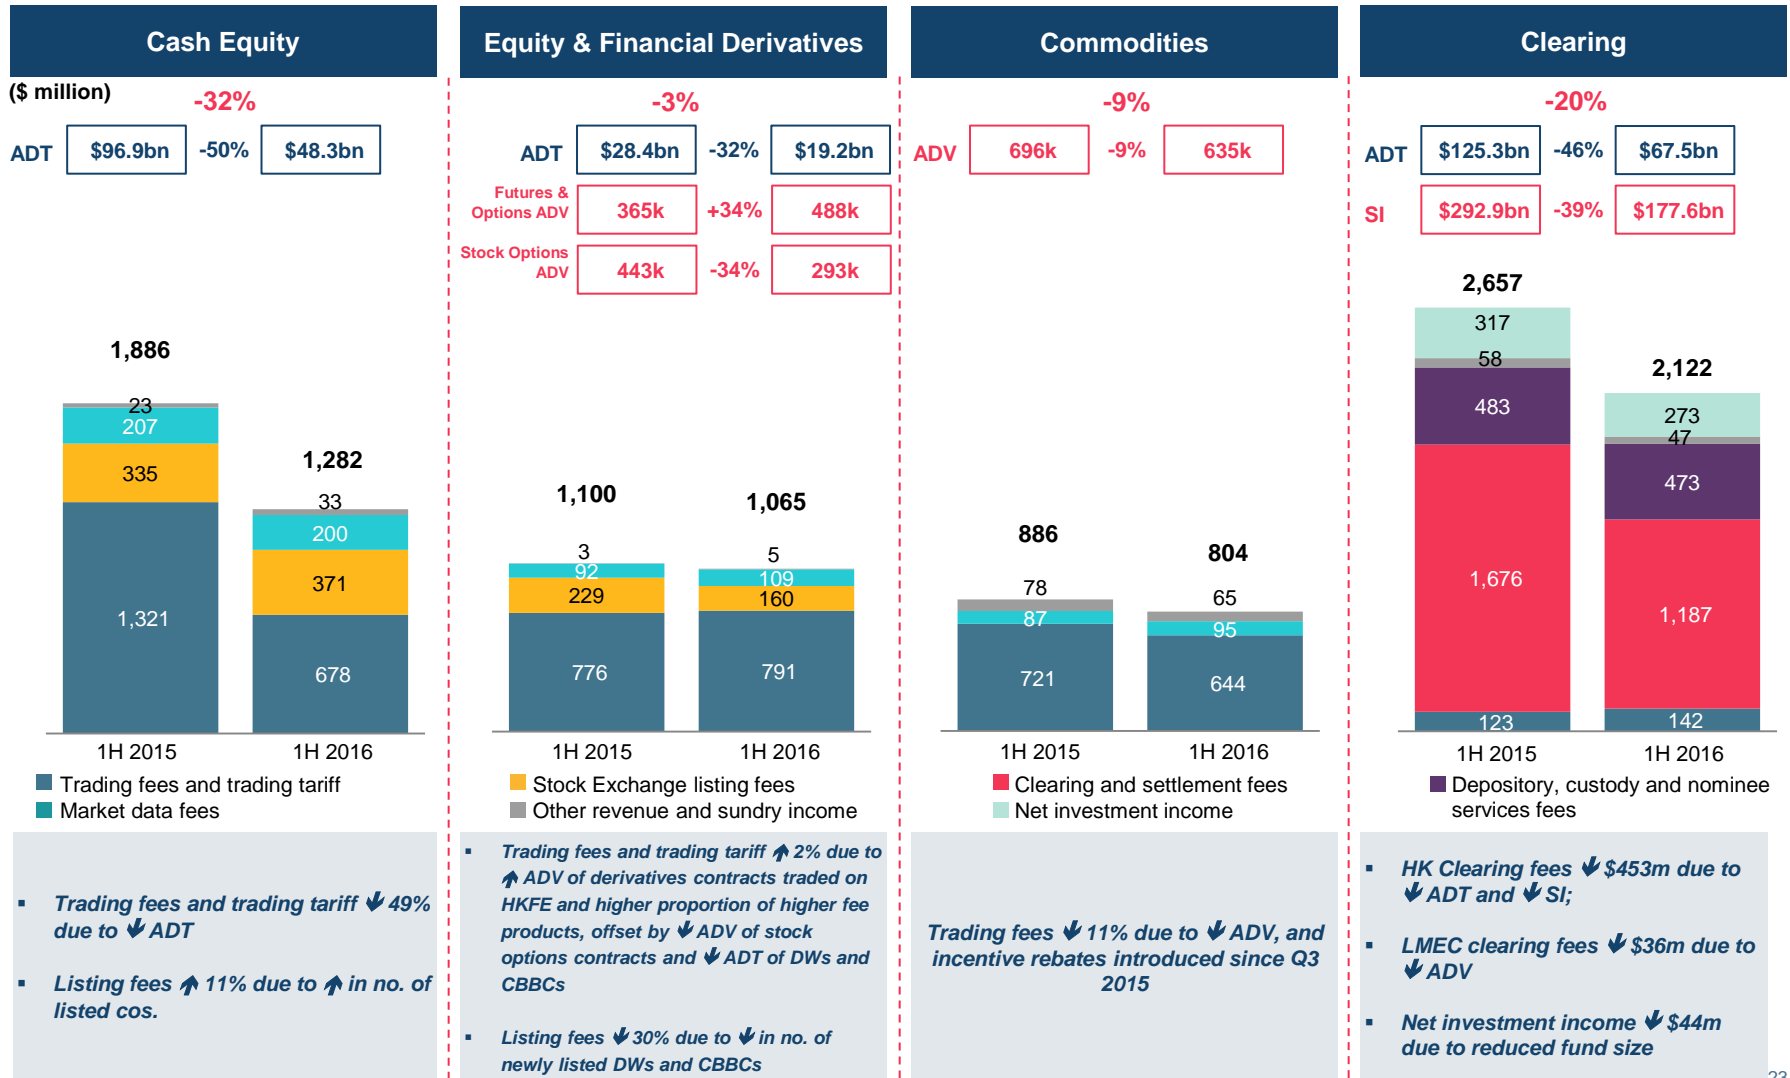 Cash Equity
($ million)
-32%
ADT $96.9bn -50% $48.3bn
1,886
23
207
335
1,321
1,282
33
200
371
678
1H 2015 1H 2016
Equity & Financial Derivatives
-3%
ADT $28.4bn -32% $19.2bn
Futures &
Options ADV 365k +34% 488k
Stock Options
ADV 443k -34% 293k
1,100
3
92
229
776
1,065
5
109
160
791
1H 2015 1H 2016
Commodities
-9%
ADV 696k -9% 635k
886
78
87
721
804
65
95
644
1H 2015 1H 2016
Clearing
-20%
ADT $125.3bn -46% $67.5bn
SI $292.9bn -39% $177.6bn
2,657
317
58
483
1,676
123
2,122
273
47
473
1,187
142
1H 2015 1H 2016
Trading fees and trading tariff
Market data fees
Stock Exchange listing fees
Other revenue and sundry income
Clearing and settlement fees
Net investment income
Depository, custody and nominee
services fees
▪ Trading fees and trading tariff 🡻 49%
due to 🡻 ADT
▪ Listing fees 🡹 11% due to 🡹 in no. of
listed cos.
▪ Trading fees and trading tariff 🡹 2% due to
🡹 ADV of derivatives contracts traded on
HKFE and higher proportion of higher fee
products, offset by 🡻 ADV of stock
options contracts and 🡻 ADT of DWs and
CBBCs
▪ Listing fees 🡻 30% due to 🡻 in no. of
newly listed DWs and CBBCs
Trading fees 🡻 11% due to 🡻 ADV, and
incentive rebates introduced since Q3
2015
▪ HK Clearing fees 🡻 $453m due to
🡻 ADT and 🡻 SI;
▪ LMEC clearing fees 🡻 $36m due to
🡻 ADV
▪ Net investment income 🡻 $44m
due to reduced fund size
23